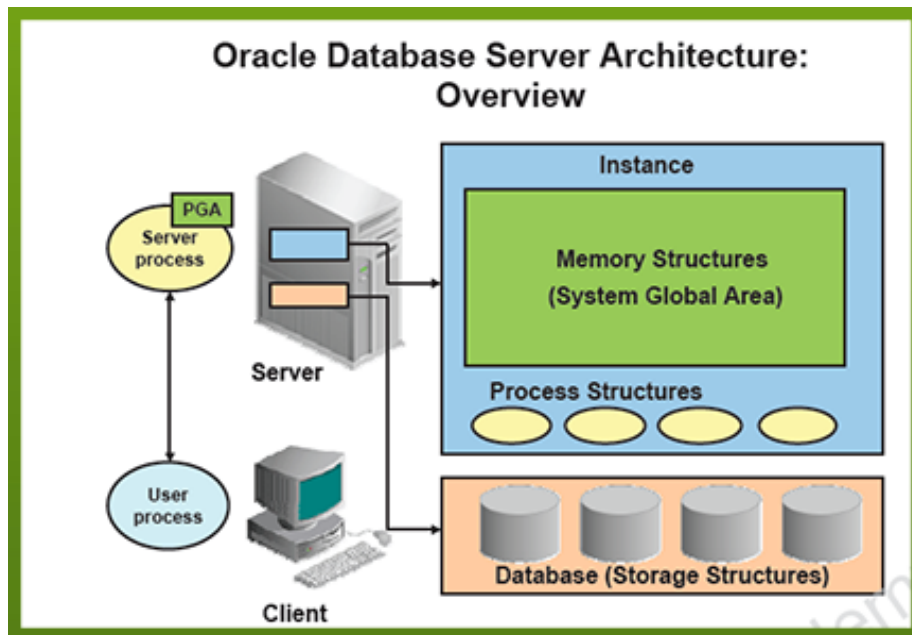 Oracle Database Server Architecture:
Overview
Instance
PGA
Server
process
Memory Structures
(System Global Area)
Server
Process Structures
User
process
Database (Storage Structures)
Client